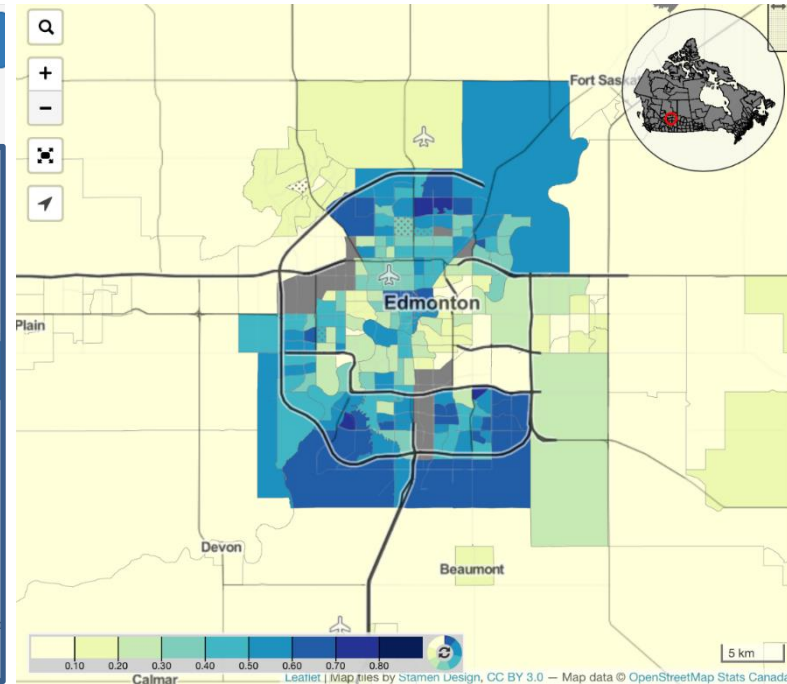 +
−
Fort Saskat
Edmonton
Plain
Devon
Beaumont
0.10 0.20 0.30 0.40 0.50 0.60 0.70 0.80
5 km
Calmar
Leaflet | Map tiles by Stamen Design, CC BY 3.0 — Map data © OpenStreetMap Stats Canada